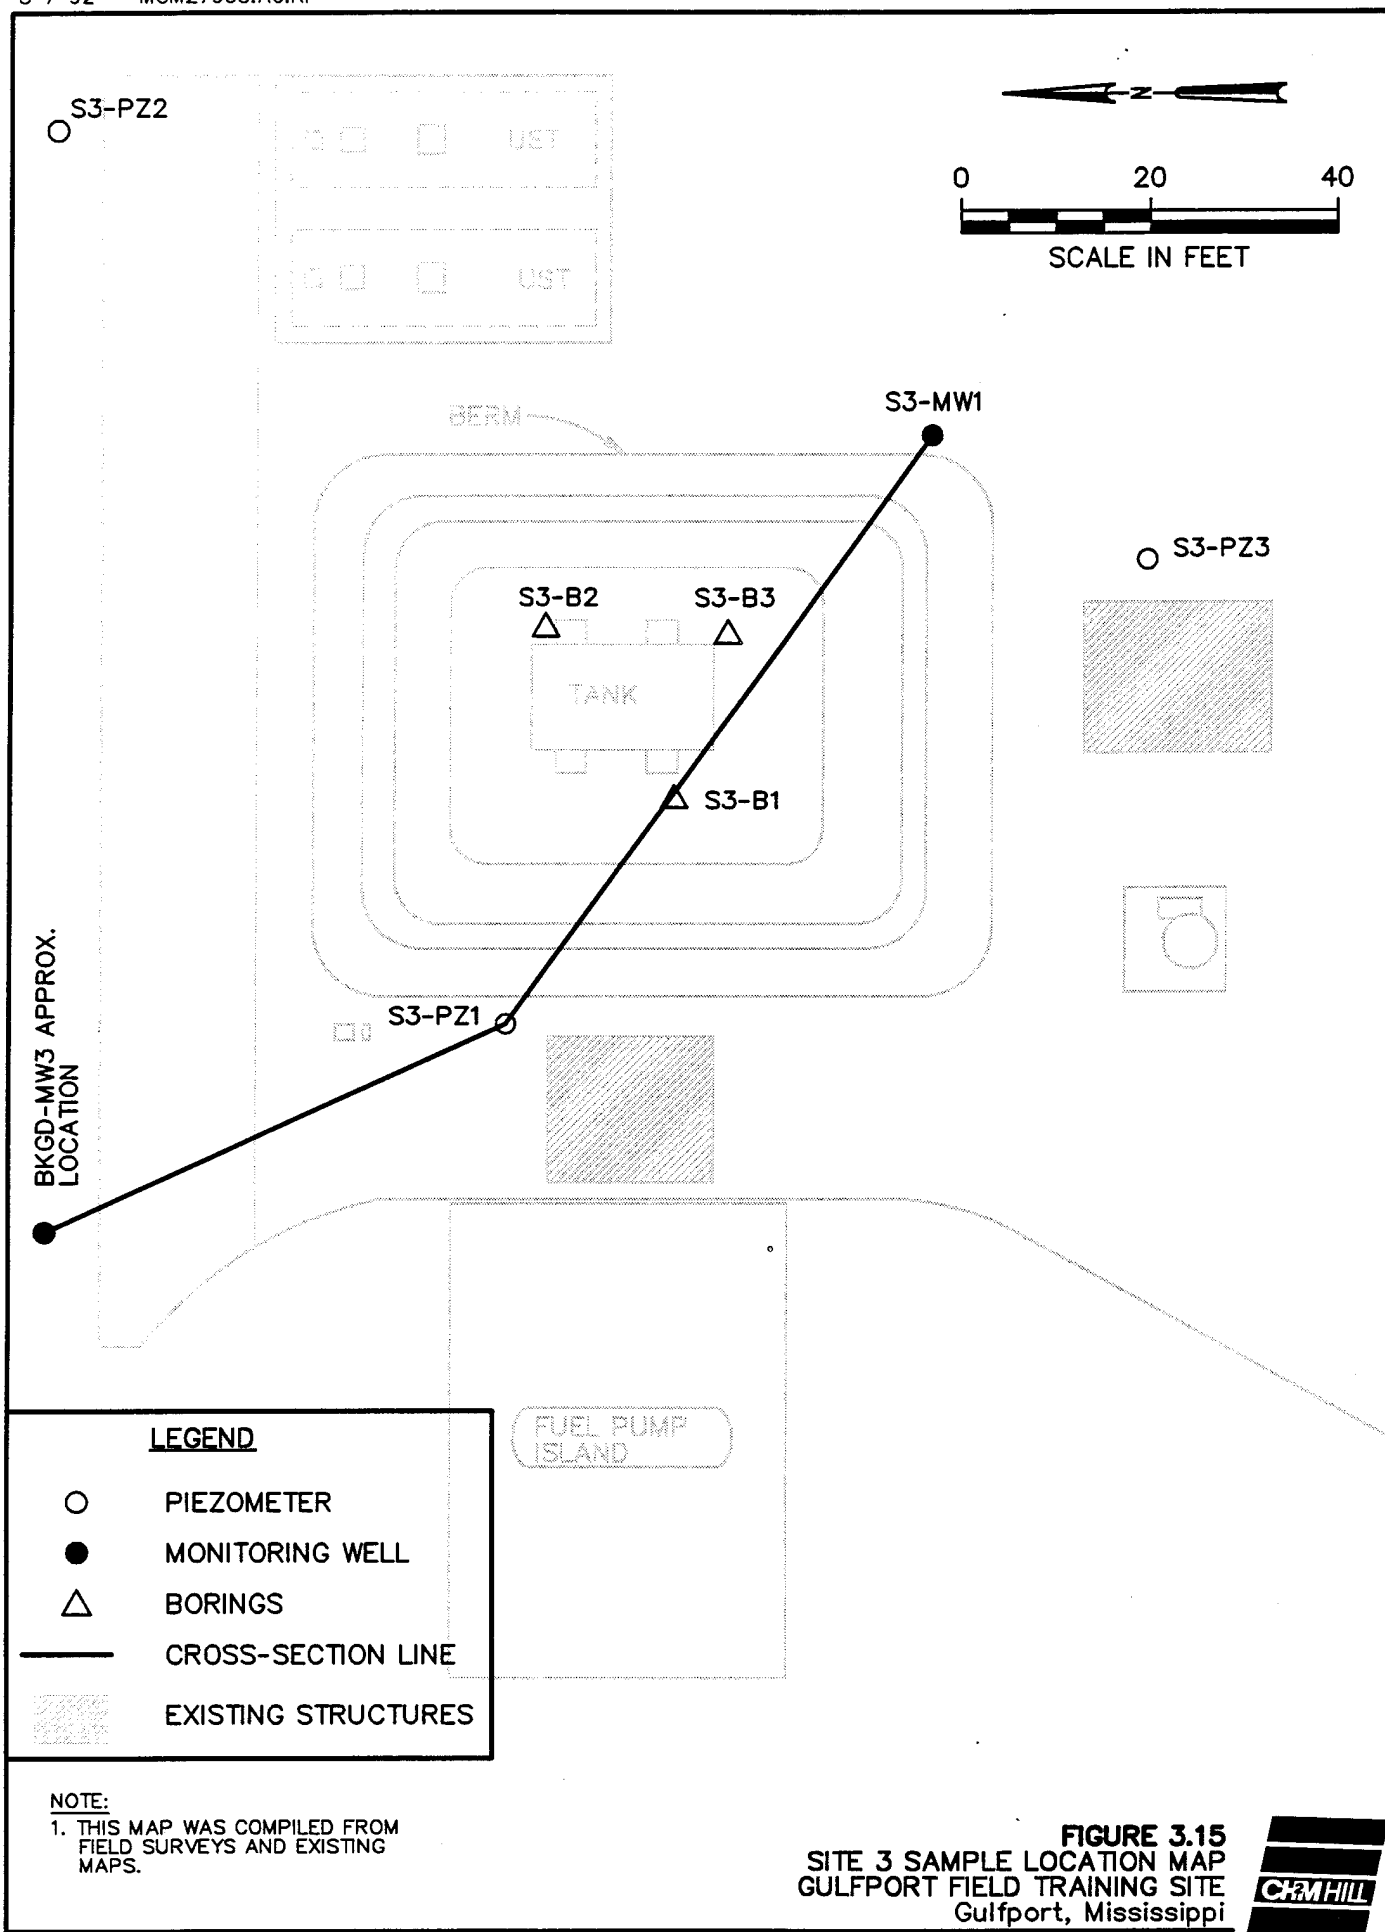 S3-PZ2
UST
UST
N
0 20 40
SCALE IN FEET
BERM
S3-MW1
S3-PZ3
S3-B2
S3-B3
TANK
S3-B1
BKGD-MW3 APPROX.
LOCATION
S3-PZ1
FUEL PUMP
ISLAND
LEGEND
PIEZOMETER
MONITORING WELL
BORINGS
CROSS-SECTION LINE
EXISTING STRUCTURES
NOTE:
1. THIS MAP WAS COMPILED FROM
FIELD SURVEYS AND EXISTING
MAPS.
FIGURE 3.15
SITE 3 SAMPLE LOCATION MAP
GULFPORT FIELD TRAINING SITE
Gulfport, Mississippi
CH2M HILL